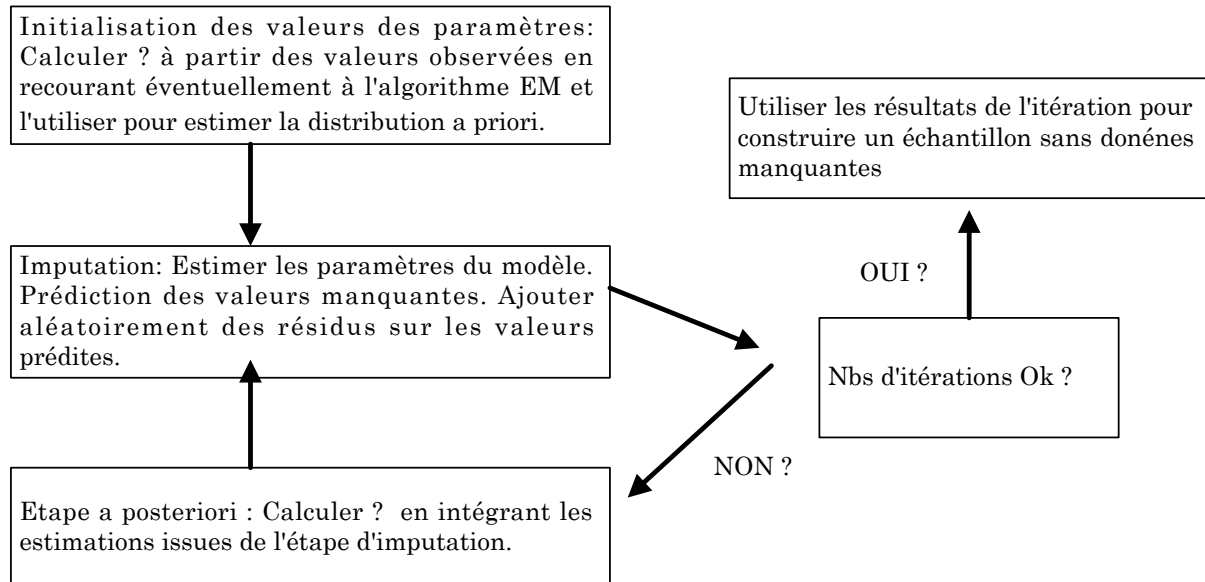 Initialisation des valeurs des paramètres:
Calculer ? à partir des valeurs observées en
recourant éventuellement à l'algorithme EM et
l'utiliser pour estimer la distribution a priori.
Utiliser les résultats de l'itération pour
construire un échantillon sans donénes
manquantes
Imputation: Estimer les paramètres du modèle.
Prédiction des valeurs manquantes. Ajouter
aléatoirement des résidus sur les valeurs
prédites.
OUI ?
Nbs d'itérations Ok ?
NON ?
Etape a posteriori : Calculer ? en intégrant les
estimations issues de l'étape d'imputation.